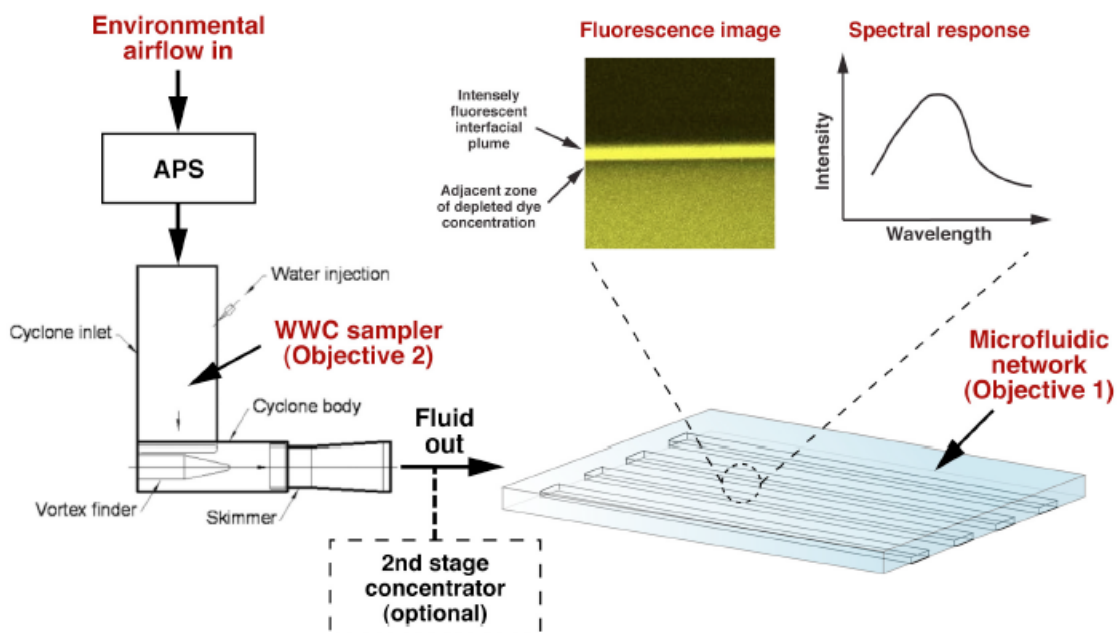 Environmental
airflow in
APS
Cyclone inlet
Water injection
WWC sampler
(Objective 2)
Cyclone body
Vortex finder
Skimmer
Fluid
out
2nd stage
concentrator
(optional)
Fluorescence image
Intensely
fluorescent
interfacial
plume
Adjacent zone
of depleted dye
concentration
Spectral response
Intensity
Wavelength
Microfluidic
network
(Objective 1)